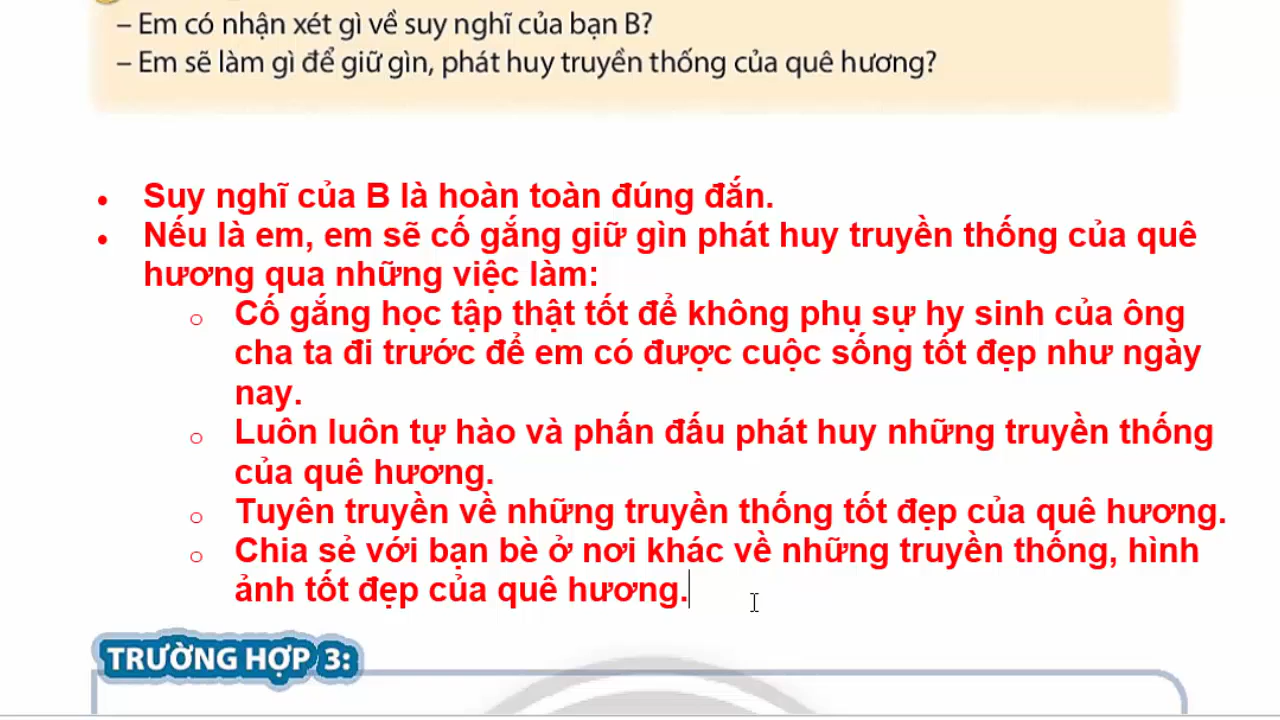 – Em có nhận xét gì về suy nghĩ của bạn B?
– Em sẽ làm gì để giữ gìn, phát huy truyền thống của quê hương?
• Suy nghĩ của B là hoàn toàn đúng đắn.
• Nếu là em, em sẽ cố gắng giữ gìn phát huy truyền thống của quê
hương qua những việc làm:
o Cố gắng học tập thật tốt để không phụ sự hy sinh của ông
cha ta đi trước để em có được cuộc sống tốt đẹp như ngày
nay.
o Luôn luôn tự hào và phấn đấu phát huy những truyền thống
của quê hương.
o Tuyên truyền về những truyền thống tốt đẹp của quê hương.
o Chia sẻ với bạn bè ở nơi khác về những truyền thống, hình
ảnh tốt đẹp của quê hương.
TRƯỜNG HỢP 3: